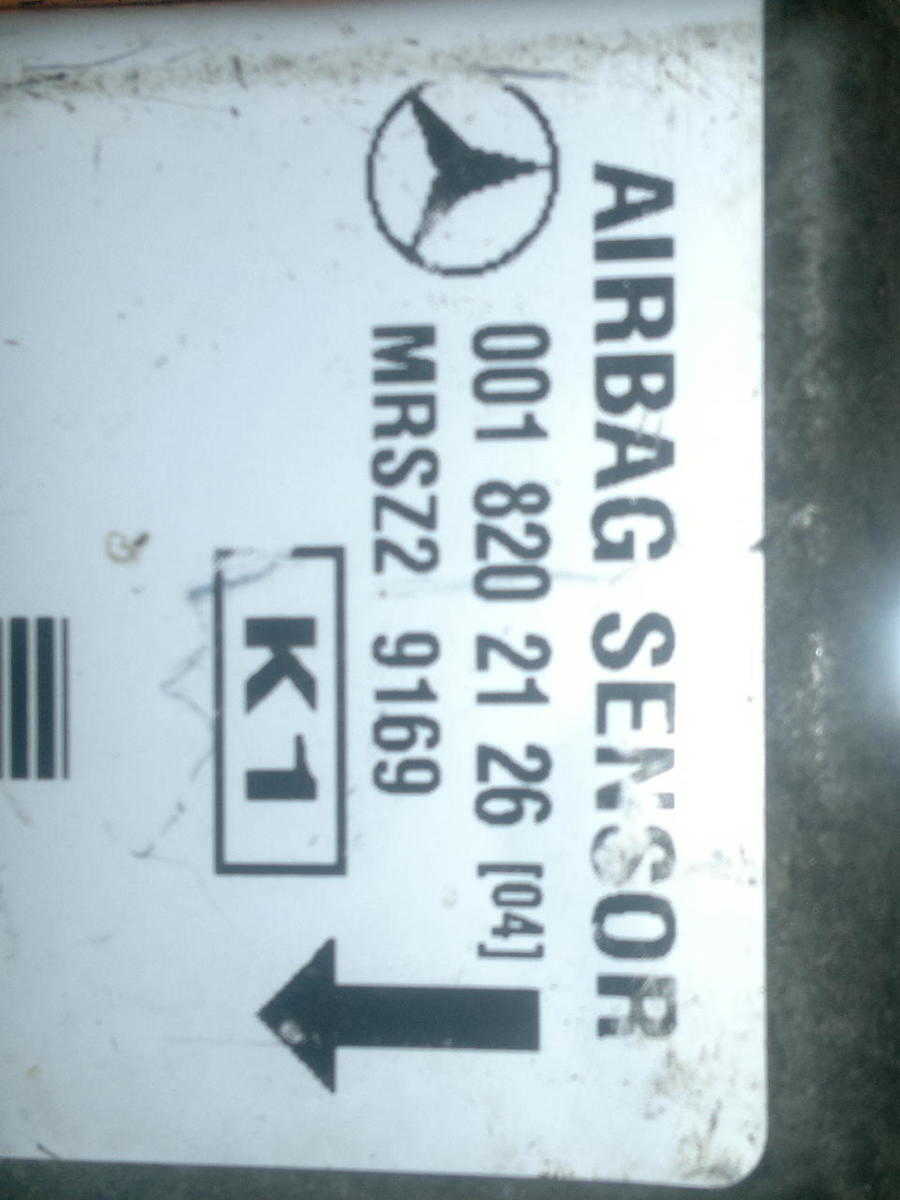 AIRBAG SENSOR
001 820 21 26 [04]
MRSZ2 9169
K1